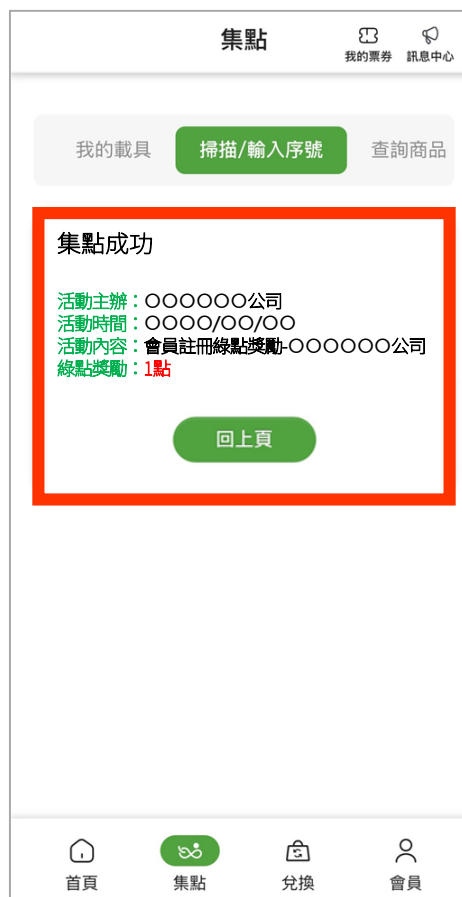 集點
我的票券
訊息中心
我的載具
掃描/輸入序號
查詢商品
集點成功
活動主辦：〇〇〇〇〇〇公司
活動時間：〇〇〇〇/〇〇/〇〇
活動內容：會員註冊綠點獎勵-〇〇〇〇〇〇公司
綠點獎勵：1點
回上頁
首頁
集點
兌換
會員